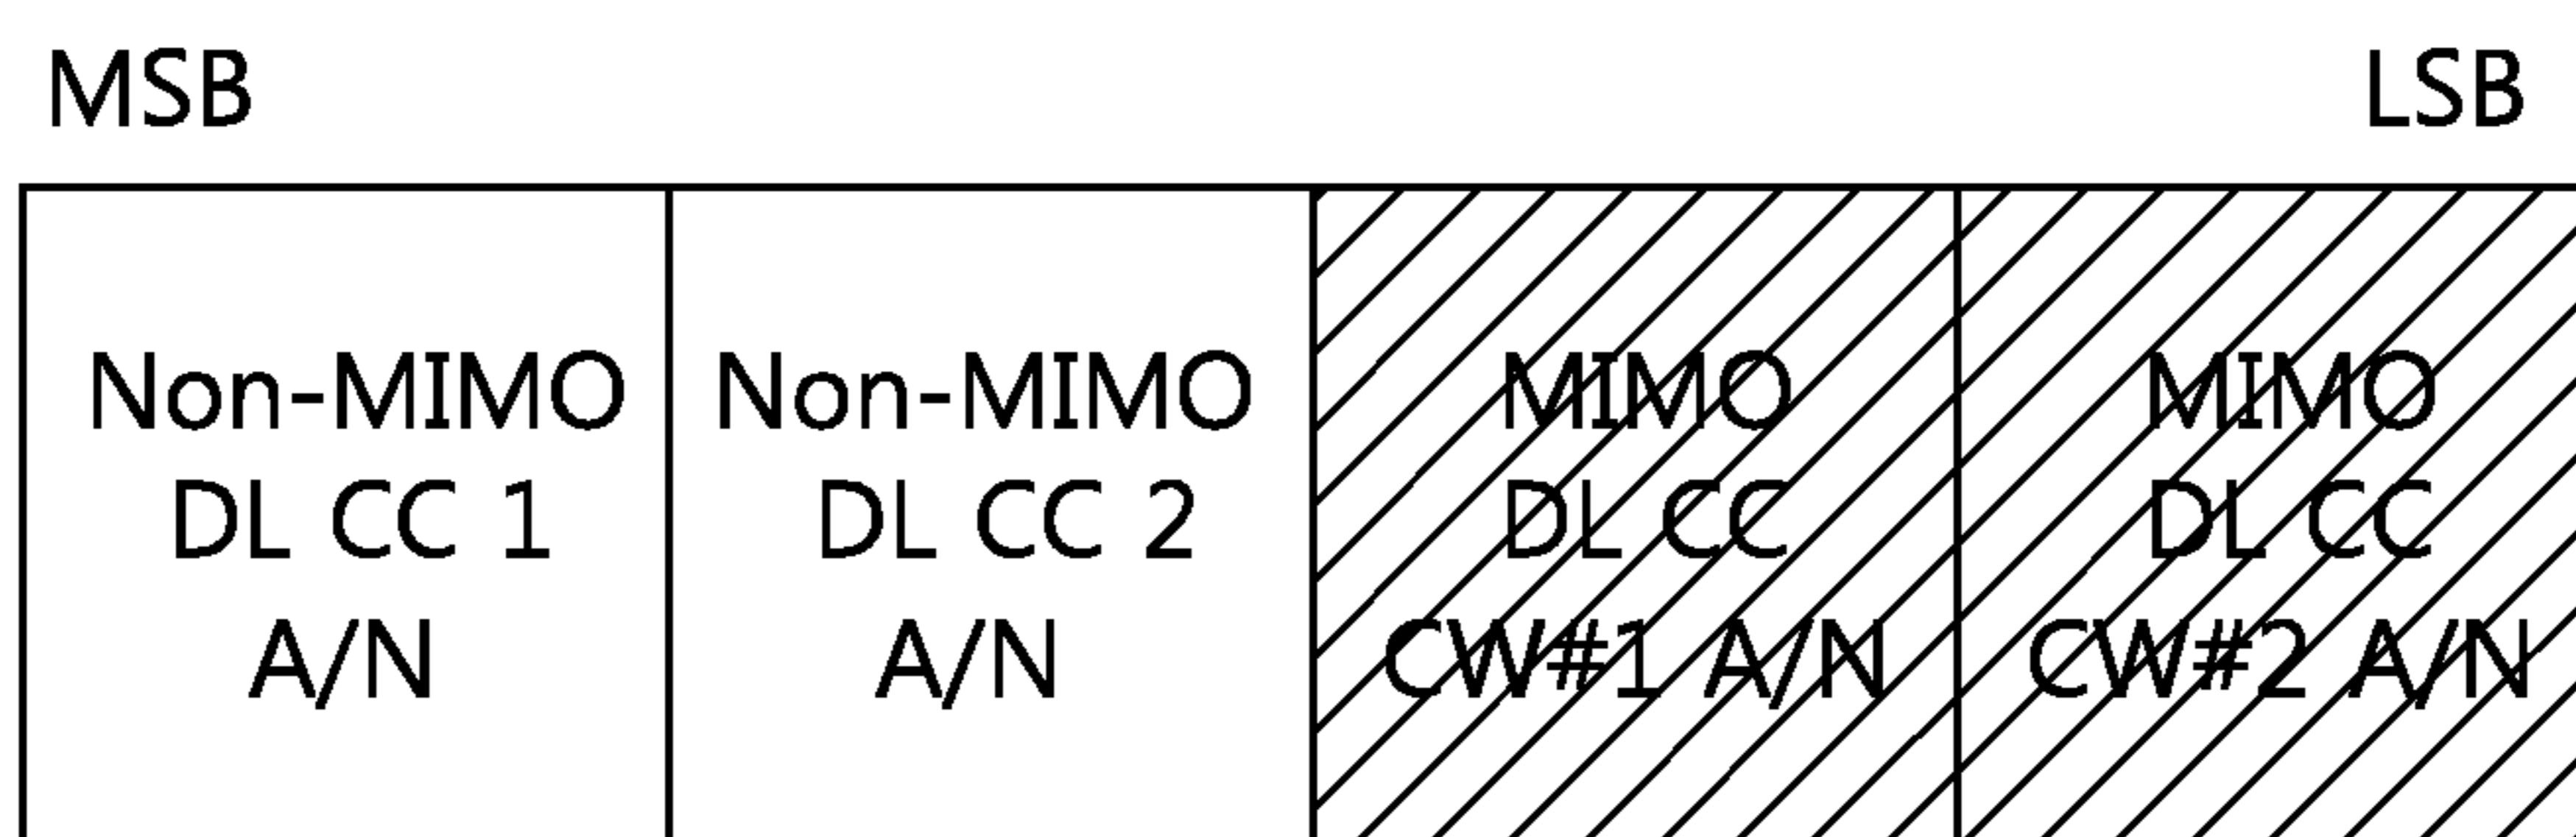 MSB LSB
Non-MIMO
DL CC 1
A/N
Non-MIMO
DL CC 2
A/N
MIMO
DL CC
CW#1 A/N
MIMO
DL CC
CW#2 A/N